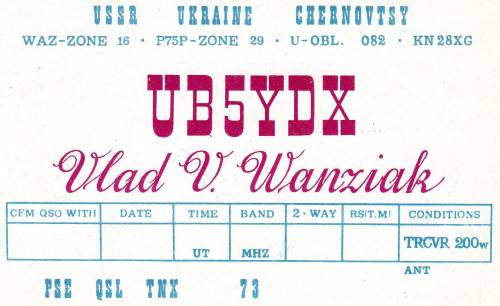 USSR UKRAINE CHERNOVTSY
WAZ-ZONE 16 · P75P-ZONE 29 · U-OBL. 082 · KN28XG
UB5YDX
Vlad V. Wanziak
CFM QSO WITH DATE TIME BAND 2-WAY RS(T.M) CONDITIONS
UT MHZ TRCVR 200w
ANT
PSE QSL TNX 73